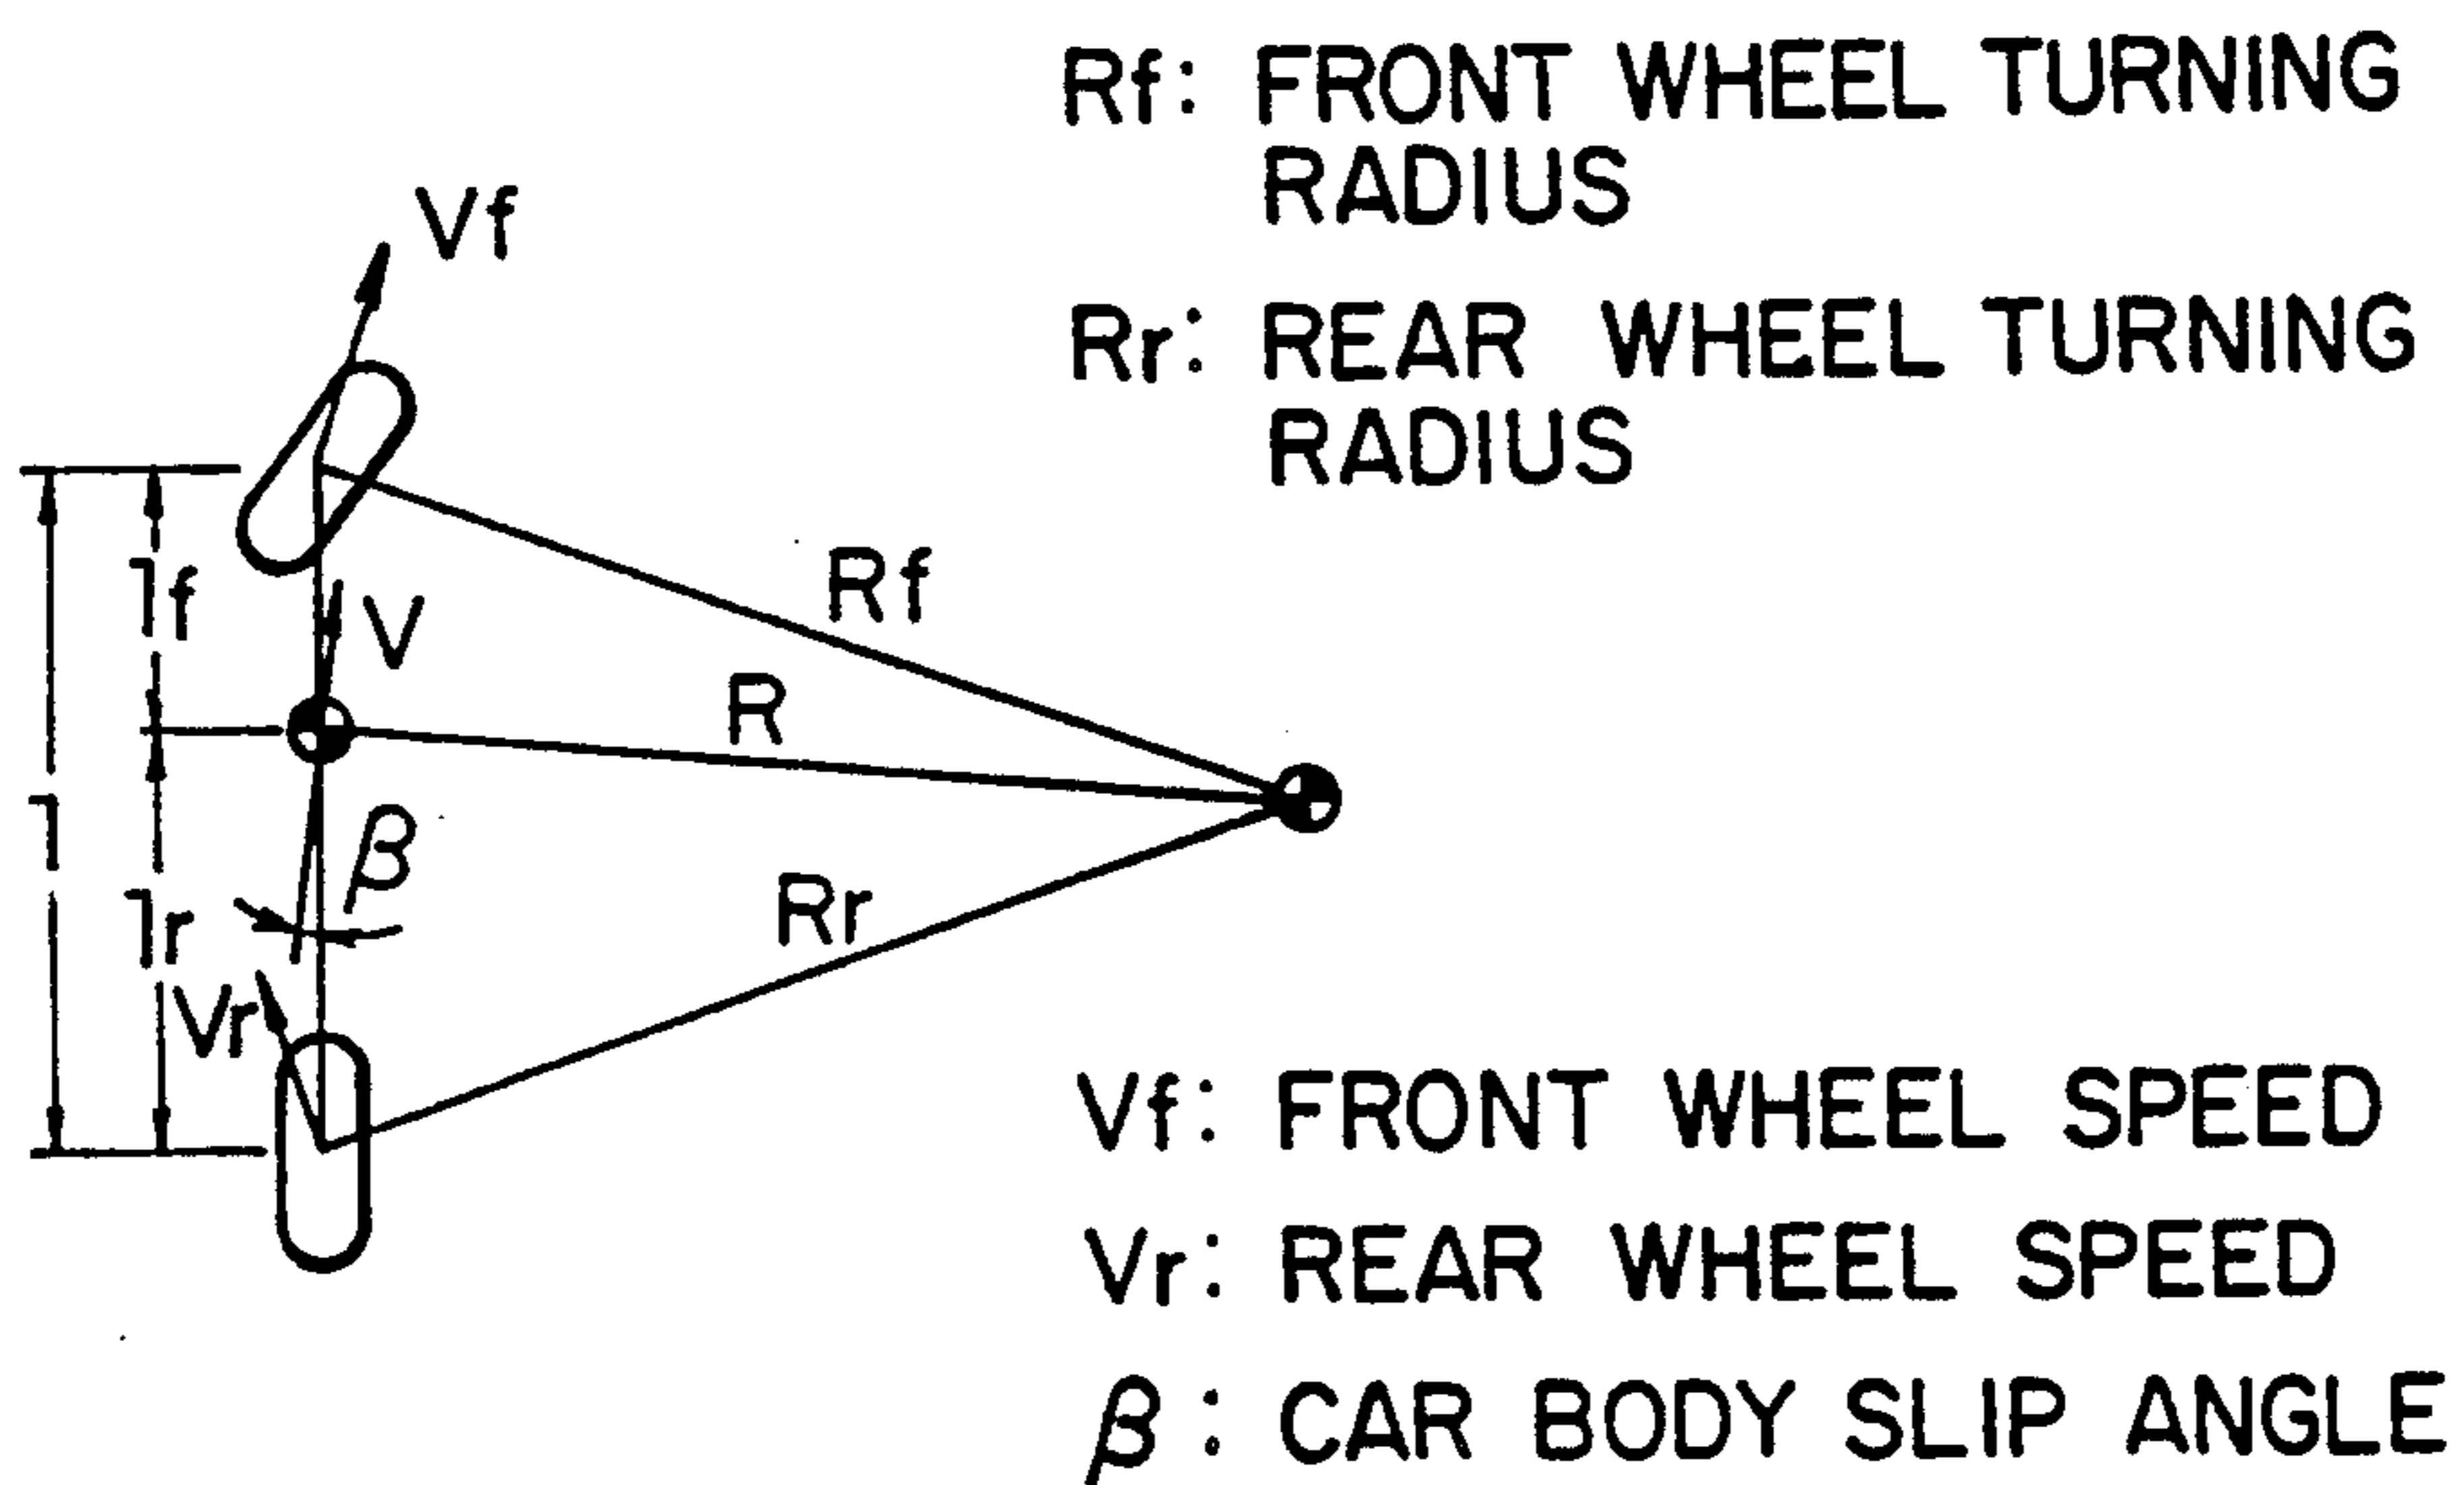 Rf: FRONT WHEEL TURNING
RADIUS
Rr: REAR WHEEL TURNING
RADIUS
Vf
lf
Rf
V
R
l
β
lr
Rr
Vr
Vf: FRONT WHEEL SPEED
Vr: REAR WHEEL SPEED
β: CAR BODY SLIP ANGLE